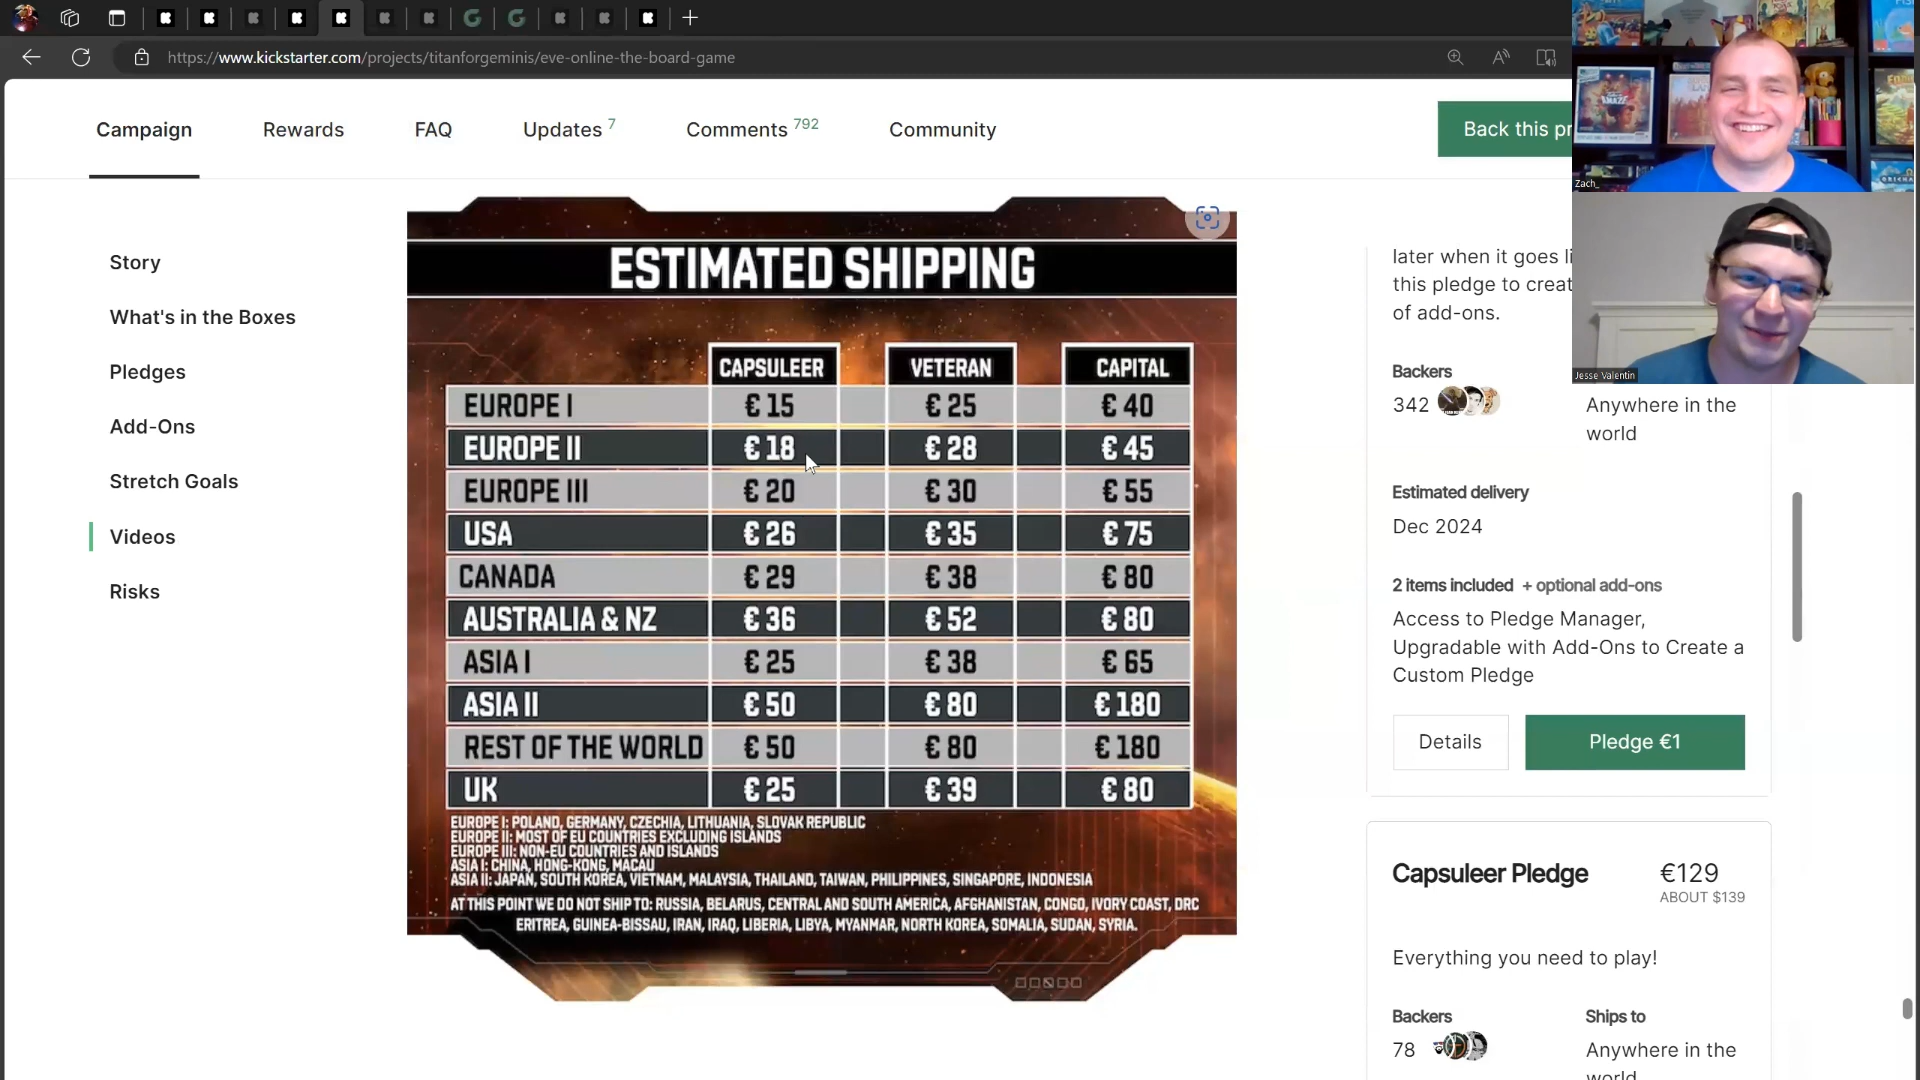 https://www.kickstarter.com/projects/titanforgeminis/eve-online-the-board-game
Campaign
Rewards
FAQ
Updates 7
Comments 792
Community
Back this pr
Story
What's in the Boxes
Pledges
Add-Ons
Stretch Goals
Videos
Risks
ESTIMATED SHIPPING
CAPSULEER VETERAN CAPITAL
EUROPE I € 15 € 25 € 40
EUROPE II € 18 € 28 € 45
EUROPE III € 20 € 30 € 55
USA € 26 € 35 € 75
CANADA € 29 € 38 € 80
AUSTRALIA & NZ € 36 € 52 € 80
ASIA I € 25 € 38 € 65
ASIA II € 50 € 80 € 180
REST OF THE WORLD € 50 € 80 € 180
UK € 25 € 39 € 80
EUROPE I: POLAND, GERMANY, CZECHIA, LITHUANIA, SLOVAK REPUBLIC
EUROPE II: MOST OF EU COUNTRIES EXCLUDING ISLANDS
EUROPE III: NON-EU COUNTRIES AND ISLANDS
ASIA I: CHINA, HONG-KONG, MACAU
ASIA II: JAPAN, SOUTH KOREA, VIETNAM, MALAYSIA, THAILAND, TAIWAN, PHILIPPINES, SINGAPORE, INDONESIA
AT THIS POINT WE DO NOT SHIP TO: RUSSIA, BELARUS, CENTRAL AND SOUTH AMERICA, AFGHANISTAN, CONGO, IVORY COAST, DRC
ERITREA, GUINEA-BISSAU, IRAN, IRAQ, LIBERIA, LIBYA, MYANMAR, NORTH KOREA, SOMALIA, SUDAN, SYRIA.
later when it goes li
this pledge to creat
of add-ons.
Backers
342
Anywhere in the
world
Estimated delivery
Dec 2024
2 items included + optional add-ons
Access to Pledge Manager,
Upgradable with Add-Ons to Create a
Custom Pledge
Details
Pledge €1
Capsuleer Pledge €129
ABOUT $139
Everything you need to play!
Backers
78
Ships to
Anywhere in the
world
Zach_
Jesse Valentin